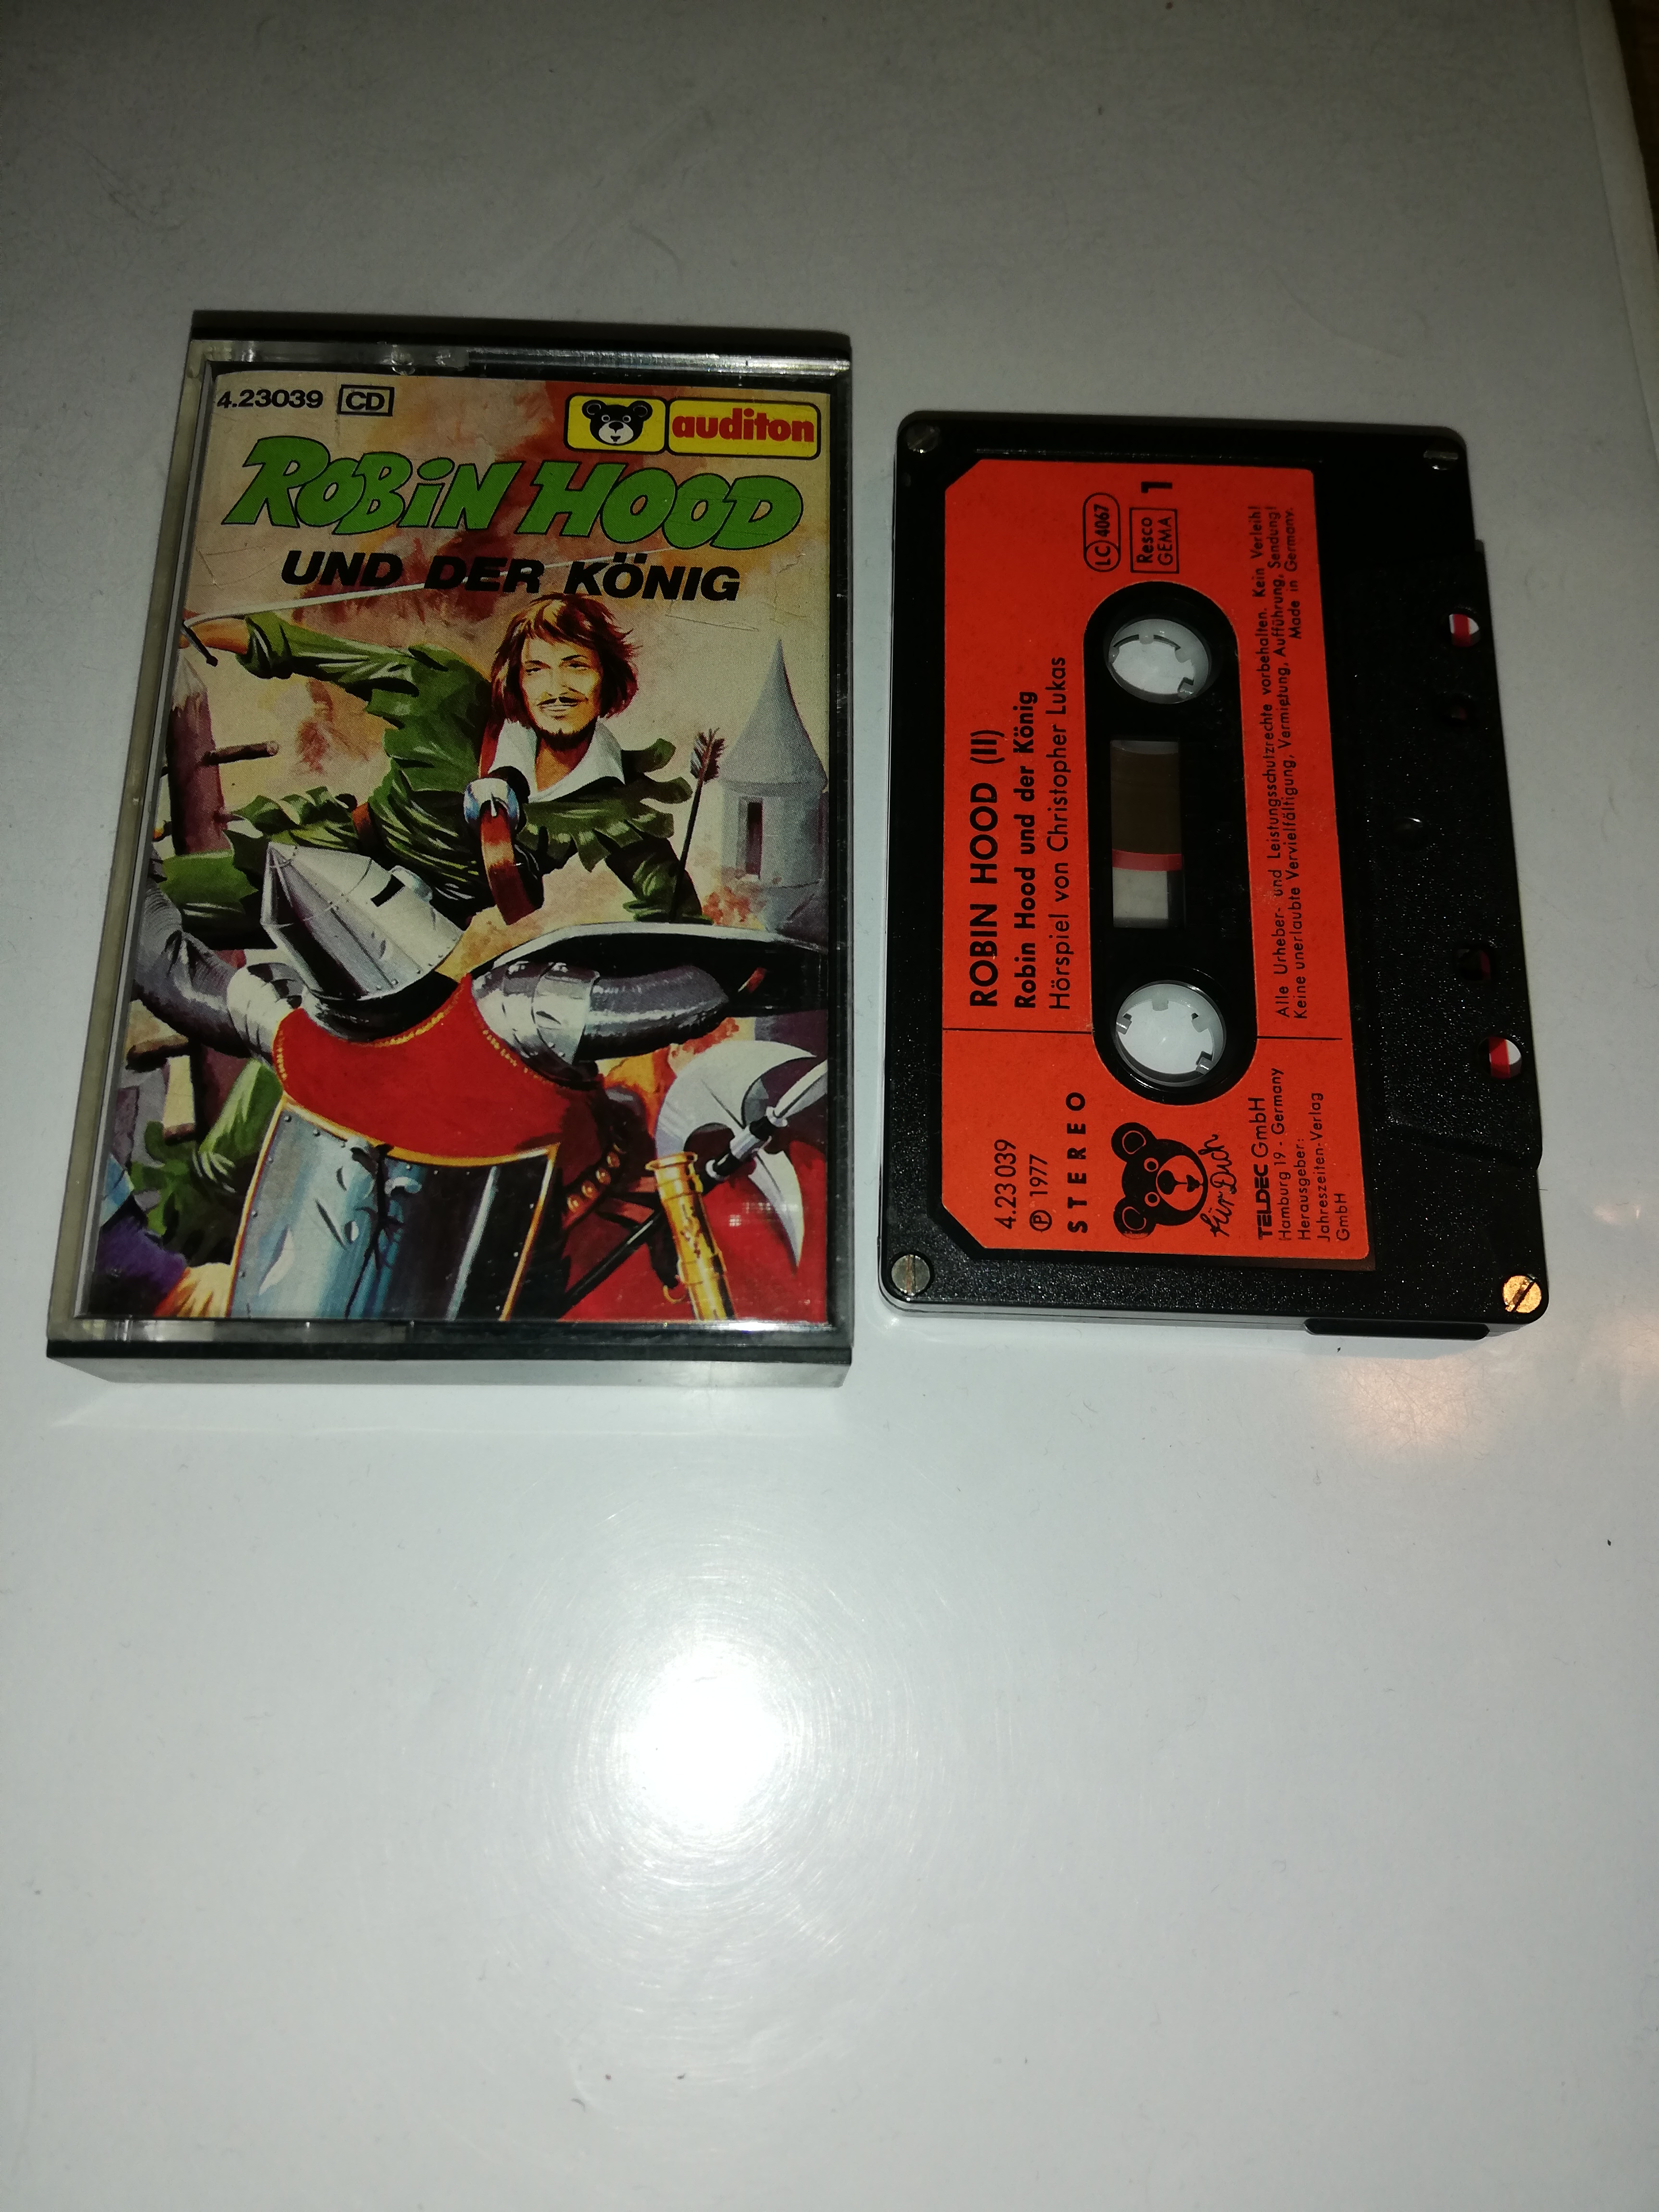 4.23039 CD
auditon
ROBIN HOOD
UND DER KÖNIG
LC 4067
Resco
GEMA
1
ROBIN HOOD (II)
Robin Hood und der König
Hörspiel von Christopher Lukas
4.23 039
Ⓟ 1977
STEREO
für Dich
TELDEC GmbH
Hamburg 19 - Germany
Herausgeber:
Jahreszeiten-Verlag
GmbH
Alle Urheber- und Leistungsschutzrechte vorbehalten. Kein Verleih!
Keine unerlaubte Vervielfältigung, Vermietung, Aufführung, Sendung!
Made in Germany.